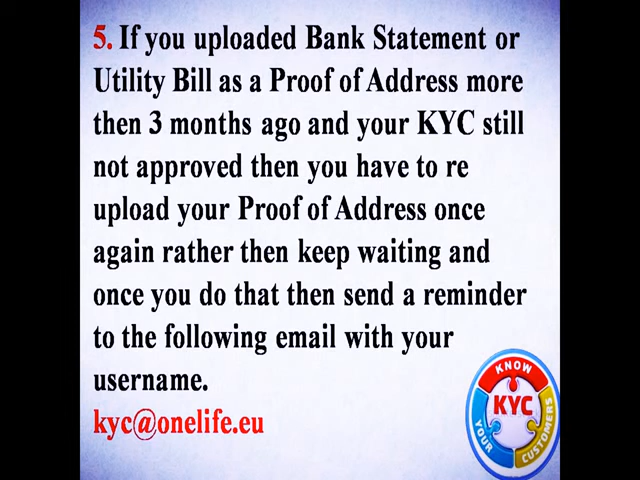 5. If you uploaded Bank Statement or
Utility Bill as a Proof of Address more
then 3 months ago and your KYC still
not approved then you have to re
upload your Proof of Address once
again rather then keep waiting and
once you do that then send a reminder
to the following email with your
username.
kyc@onelife.eu
KNOW
KYC
YOUR
CUSTOMERS